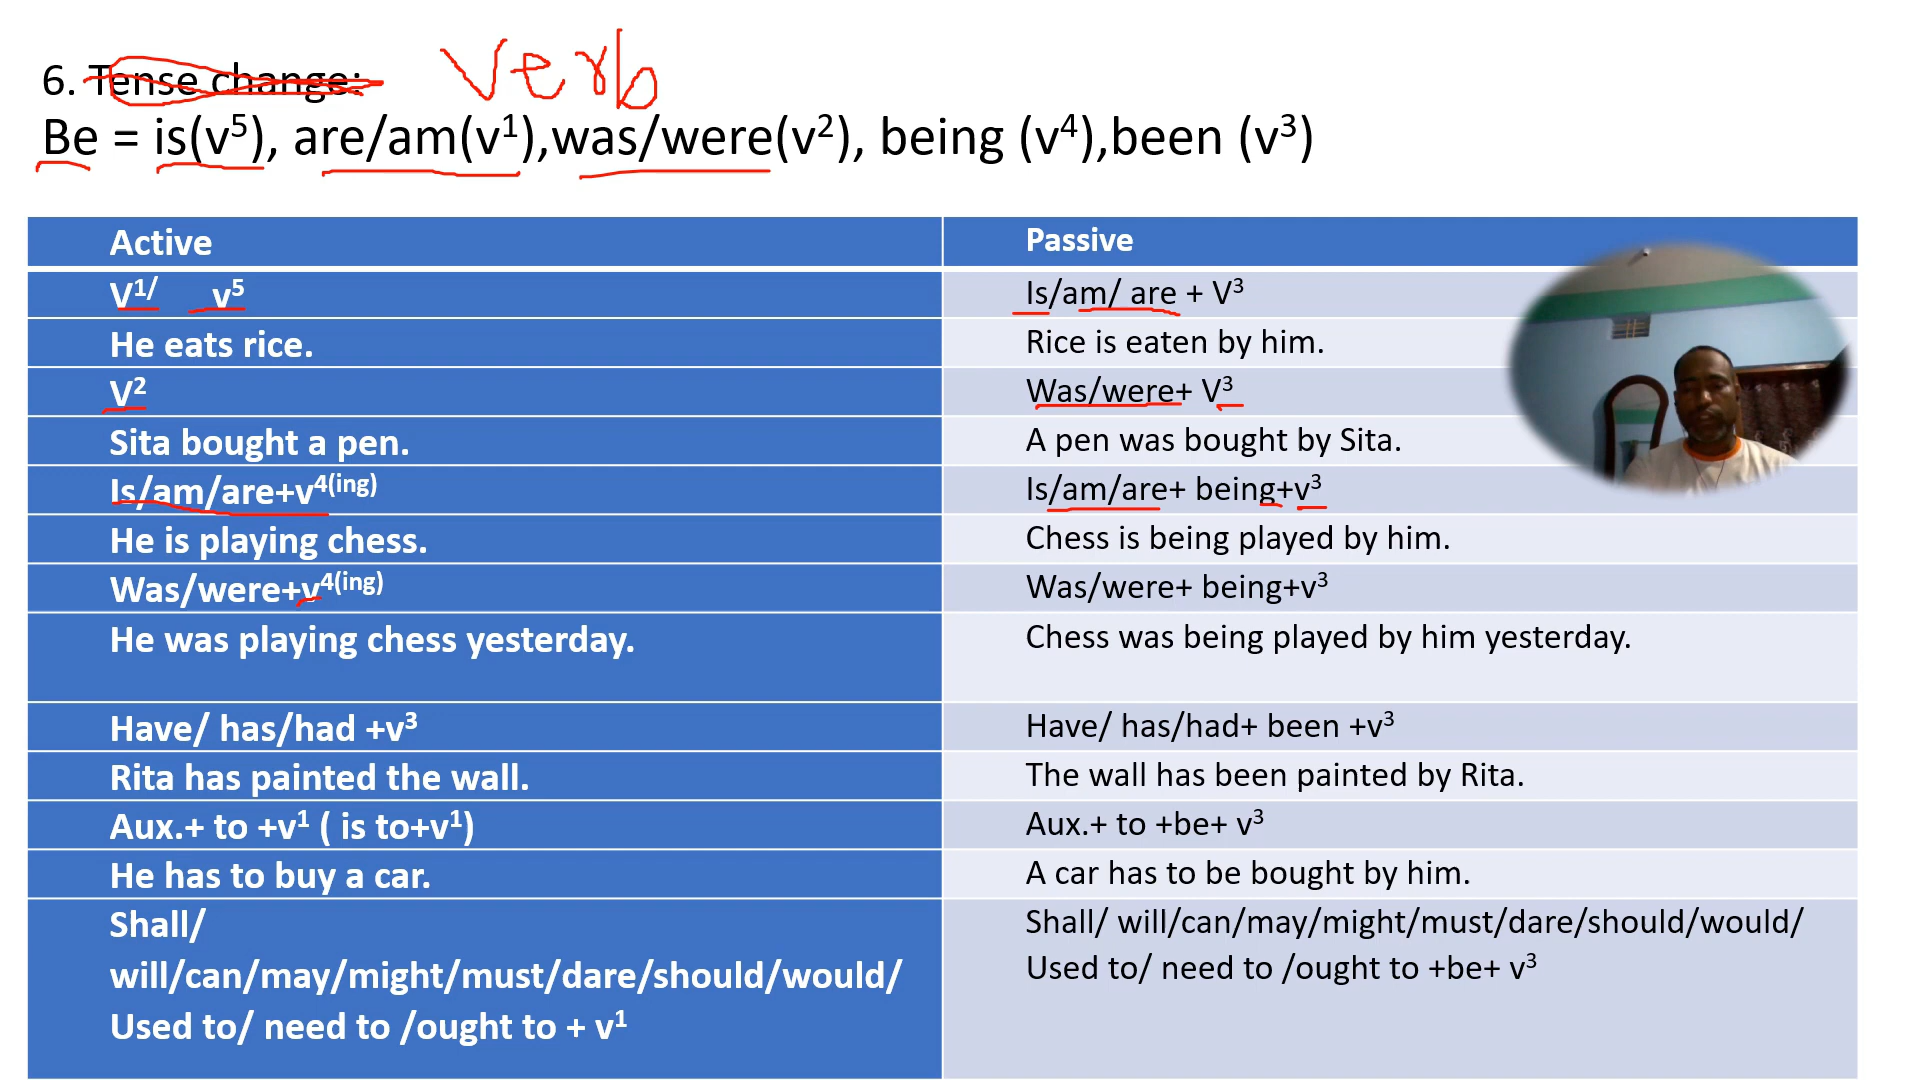 6. Tense change: Verb
Be = is(v⁵), are/am(v¹),was/were(v²), being (v⁴),been (v³)
Active
Passive
V¹/ v⁵
Is/am/ are + V³
He eats rice.
Rice is eaten by him.
V²
Was/were+ V³
Sita bought a pen.
A pen was bought by Sita.
Is/am/are+v⁴⁽ⁱⁿᵍ⁾
Is/am/are+ being+v³
He is playing chess.
Chess is being played by him.
Was/were+v⁴⁽ⁱⁿᵍ⁾
Was/were+ being+v³
He was playing chess yesterday.
Chess was being played by him yesterday.
Have/ has/had +v³
Have/ has/had+ been +v³
Rita has painted the wall.
The wall has been painted by Rita.
Aux.+ to +v¹ ( is to+v¹)
Aux.+ to +be+ v³
He has to buy a car.
A car has to be bought by him.
Shall/
will/can/may/might/must/dare/should/would/
Used to/ need to /ought to + v¹
Shall/ will/can/may/might/must/dare/should/would/
Used to/ need to /ought to +be+ v³